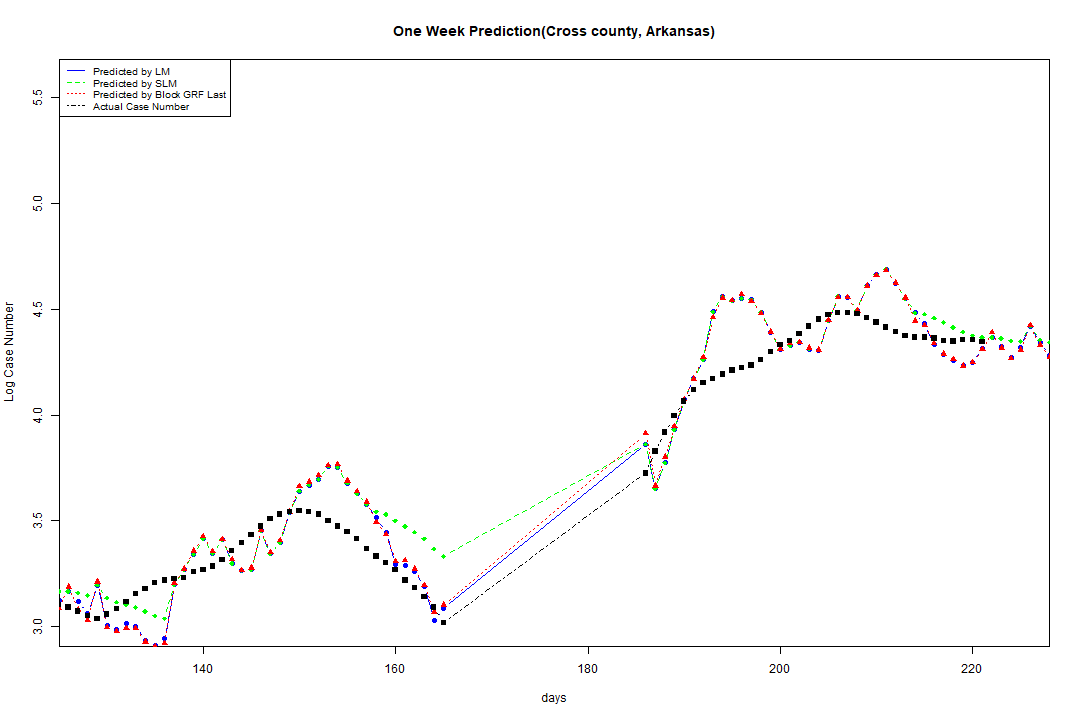 One Week Prediction(Cross county, Arkansas)
Predicted by LM
Predicted by SLM
Predicted by Block GRF Last
Actual Case Number
5.5
5.0
4.5
4.0
3.5
3.0
Log Case Number
140 160 180 200 220
days